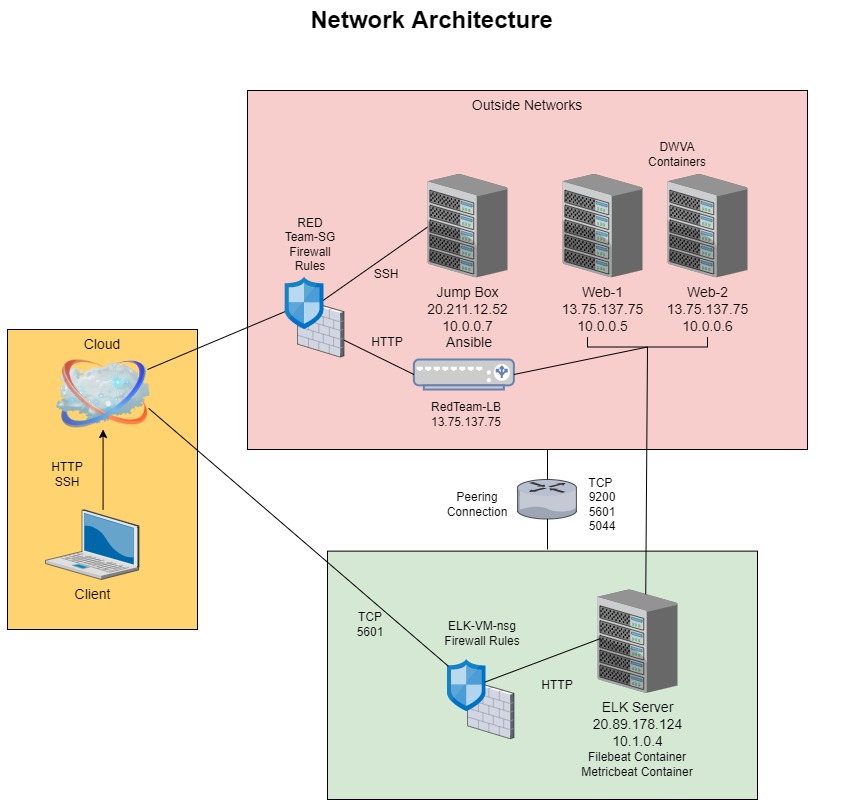 Network Architecture
Outside Networks
DWVA
Containers
RED
Team-SG
Firewall
Rules
SSH
Jump Box
20.211.12.52
10.0.0.7
Ansible
Web-1
13.75.137.75
10.0.0.5
Web-2
13.75.137.75
10.0.0.6
HTTP
RedTeam-LB
13.75.137.75
Cloud
HTTP
SSH
Client
Peering
Connection
TCP
9200
5601
5044
TCP
5601
ELK-VM-nsg
Firewall Rules
HTTP
ELK Server
20.89.178.124
10.1.0.4
Filebeat Container
Metricbeat Container